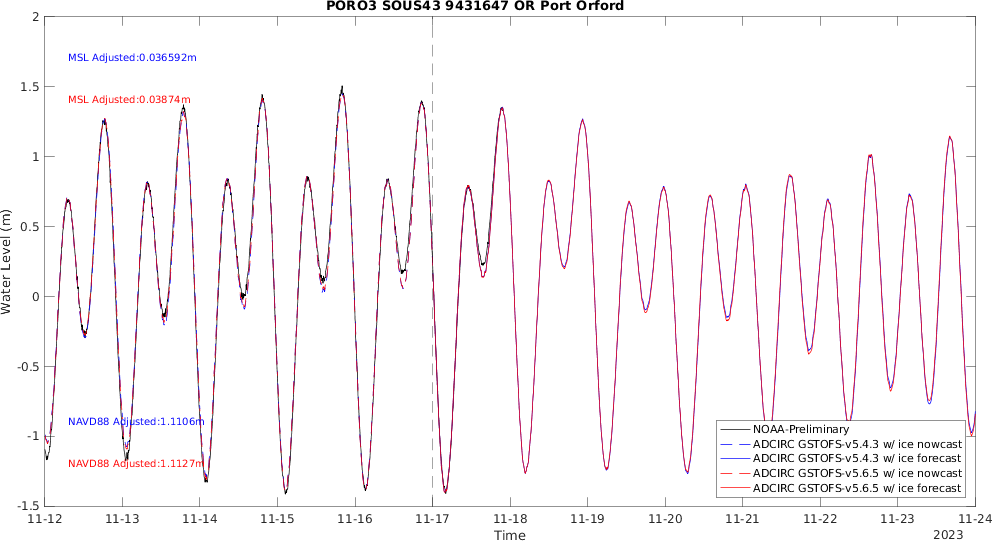 PORO3 SOUS43 9431647 OR Port Orford
2
1.5
1
0.5
0
-0.5
-1
-1.5
Water Level (m)
MSL Adjusted:0.036592m
MSL Adjusted:0.03874m
NAVD88 Adjusted:1.1106m
NAVD88 Adjusted:1.1127m
NOAA-Preliminary
ADCIRC GSTOFS-v5.4.3 w/ ice nowcast
ADCIRC GSTOFS-v5.4.3 w/ ice forecast
ADCIRC GSTOFS-v5.6.5 w/ ice nowcast
ADCIRC GSTOFS-v5.6.5 w/ ice forecast
11-12 11-13 11-14 11-15 11-16 11-17 11-18 11-19 11-20 11-21 11-22 11-23 11-24
Time
2023